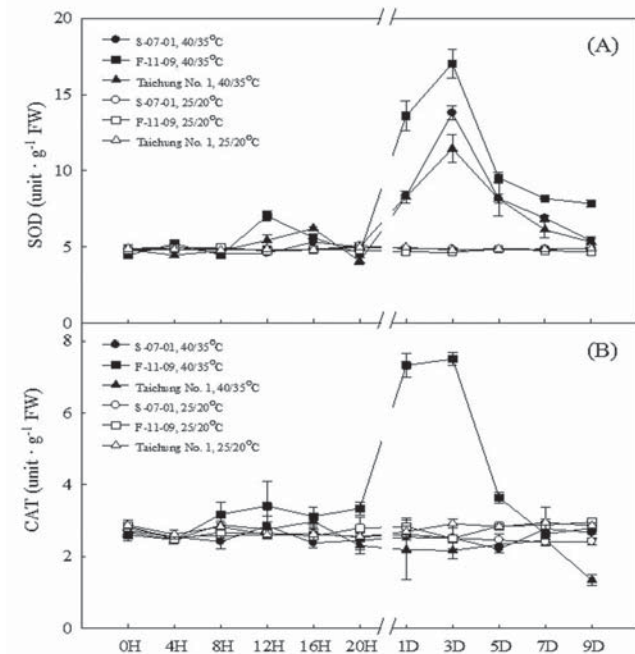 20
15
10
5
0
SOD (unit · g⁻¹ FW)
(A)
S-07-01, 40/35°C
F-11-09, 40/35°C
Taichung No. 1, 40/35°C
S-07-01, 25/20°C
F-11-09, 25/20°C
Taichung No. 1, 25/20°C
8
6
4
2
0
CAT (unit · g⁻¹ FW)
(B)
S-07-01, 40/35°C
F-11-09, 40/35°C
Taichung No. 1, 40/35°C
S-07-01, 25/20°C
F-11-09, 25/20°C
Taichung No. 1, 25/20°C
0H 4H 8H 12H 16H 20H 1D 3D 5D 7D 9D